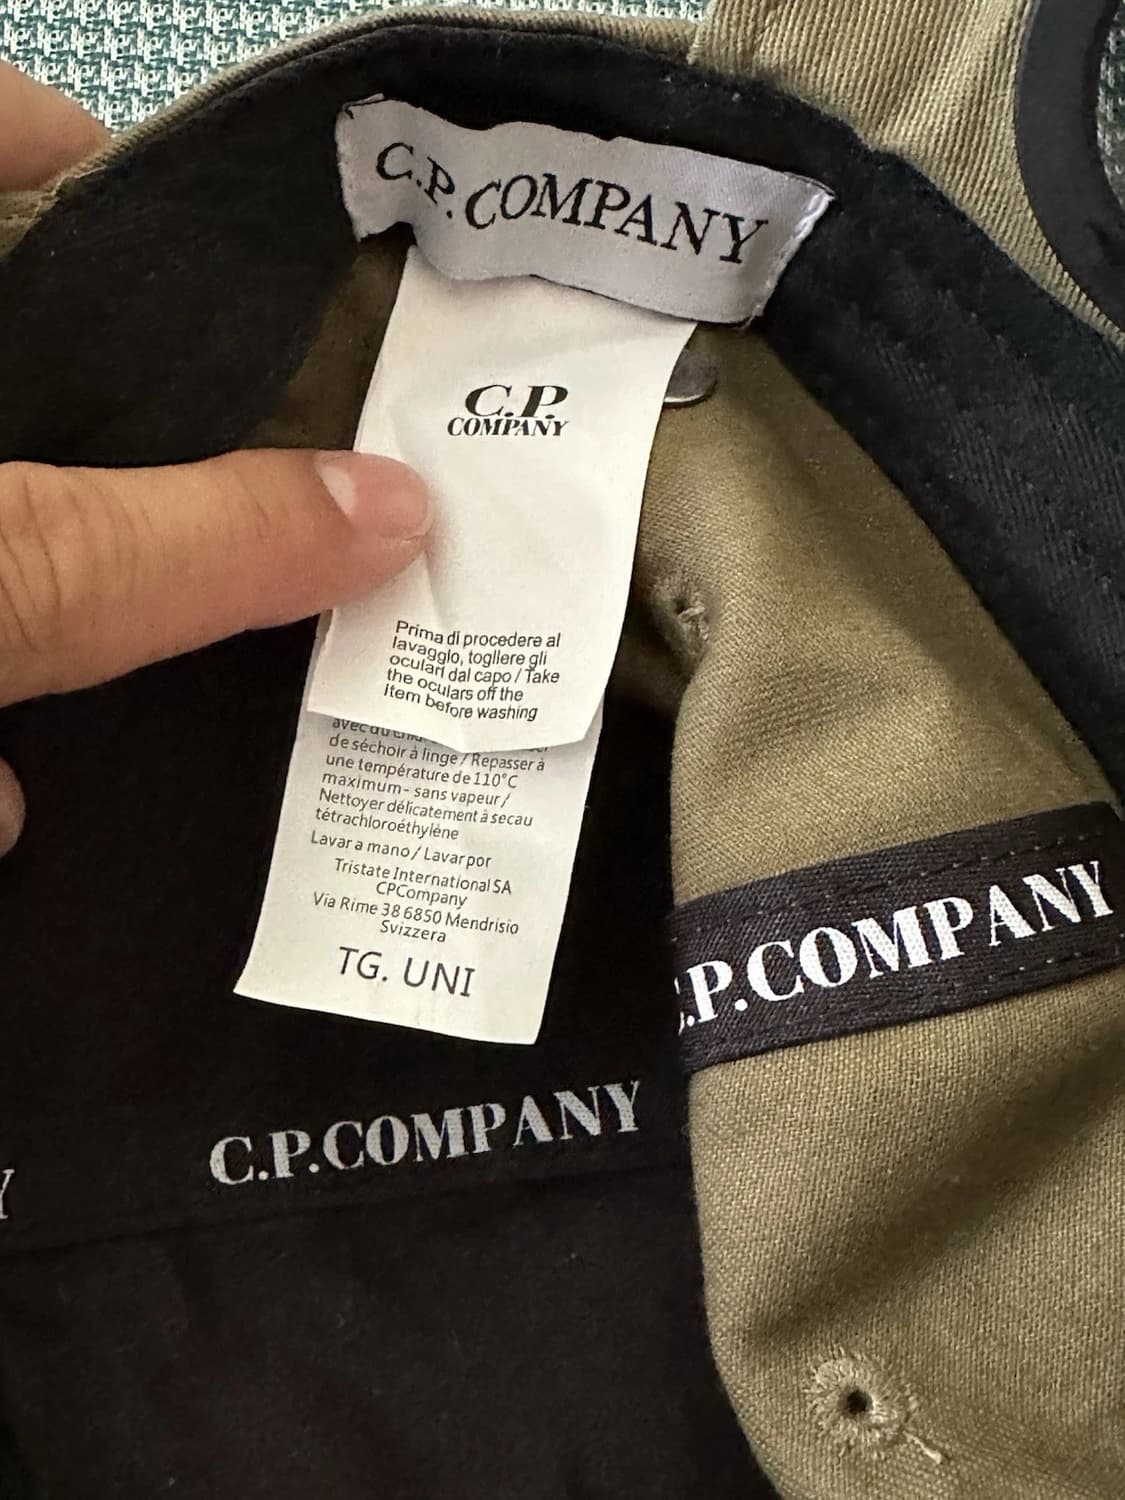 C.P. COMPANY
C.P.
COMPANY
Prima di procedere al
lavagglo, togliere gli
oculari dal capo / Take
the oculars off the
Item before washing
de séchoir à linge / Repasser à
une température de 110°C
maximum- sans vapeur /
Nettoyer délicatement à secau
tétrachloroéthylène
Lavar a mano / Lavar por
Tristate International SA
CPCompany
Via Rime 38 6850 Mendrisio
Svizzera
TG. UNI
.P.COMPANY
C.P.COMPANY
Y